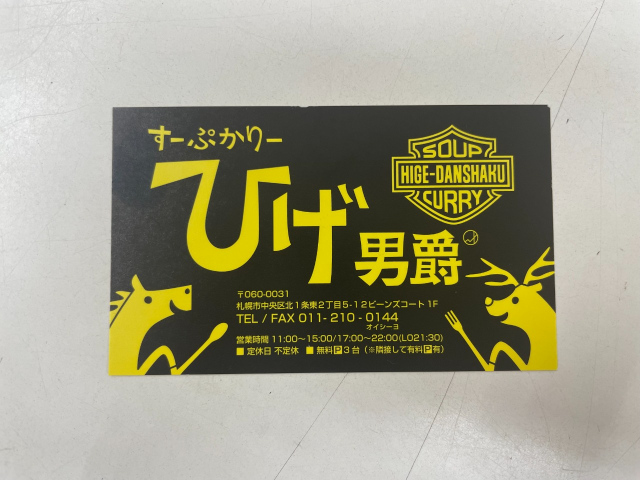 すーぷかりー
ひげ男爵
SOUP
HIGE-DANSHAKU
CURRY
〒060-0031
札幌市中央区北1条東2丁目5-12ビーンズコート 1F
TEL / FAX 011- 210 - 0144
オイシーヨ
営業時間 11:00〜15:00/17:00〜22:00(LO21:30)
■ 定休日 不定休 ■ 無料P3台（※隣接して有料P有）